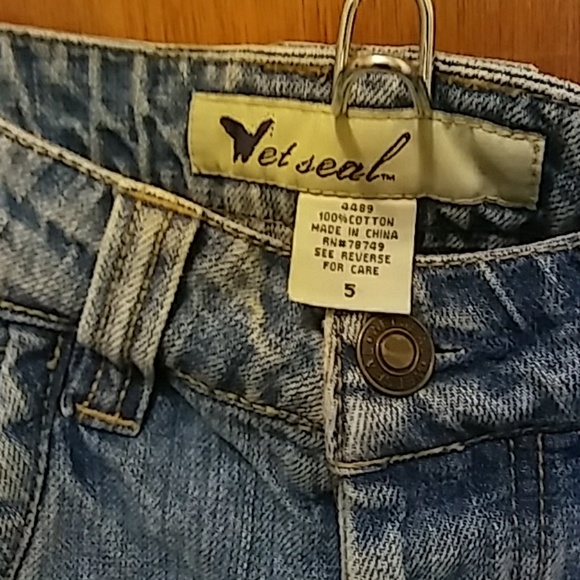 Wet seal™
4489
100%COTTON
MADE IN CHINA
RN#78749
SEE REVERSE
FOR CARE
5